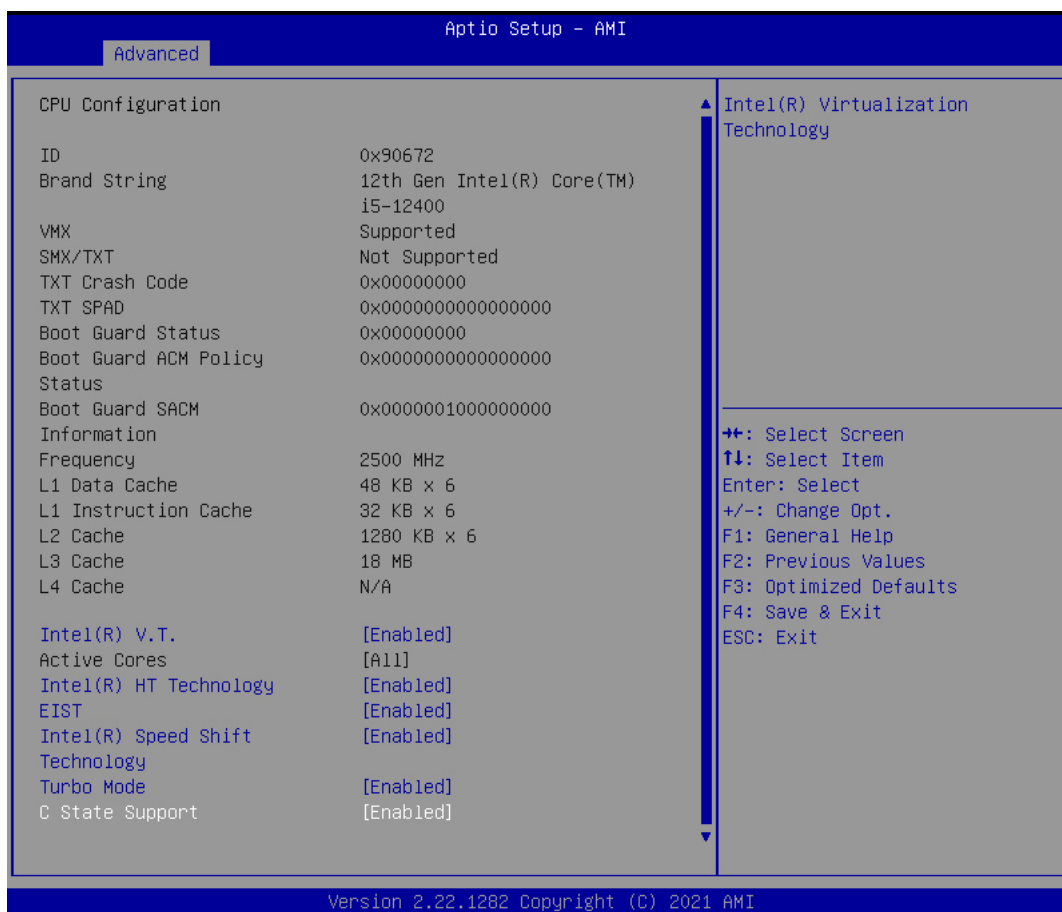 Aptio Setup – AMI
Advanced
CPU Configuration
ID 0x90672
Brand String 12th Gen Intel(R) Core(TM)
i5-12400
VMX Supported
SMX/TXT Not Supported
TXT Crash Code 0x00000000
TXT SPAD 0x0000000000000000
Boot Guard Status 0x00000000
Boot Guard ACM Policy 0x0000000000000000
Status
Boot Guard SACM 0x0000001000000000
Information
Frequency 2500 MHz
L1 Data Cache 48 KB x 6
L1 Instruction Cache 32 KB x 6
L2 Cache 1280 KB x 6
L3 Cache 18 MB
L4 Cache N/A
Intel(R) V.T. [Enabled]
Active Cores [All]
Intel(R) HT Technology [Enabled]
EIST [Enabled]
Intel(R) Speed Shift [Enabled]
Technology
Turbo Mode [Enabled]
C State Support [Enabled]
Intel(R) Virtualization
Technology
→←: Select Screen
↑↓: Select Item
Enter: Select
+/-: Change Opt.
F1: General Help
F2: Previous Values
F3: Optimized Defaults
F4: Save & Exit
ESC: Exit
Version 2.22.1282 Copyright (C) 2021 AMI